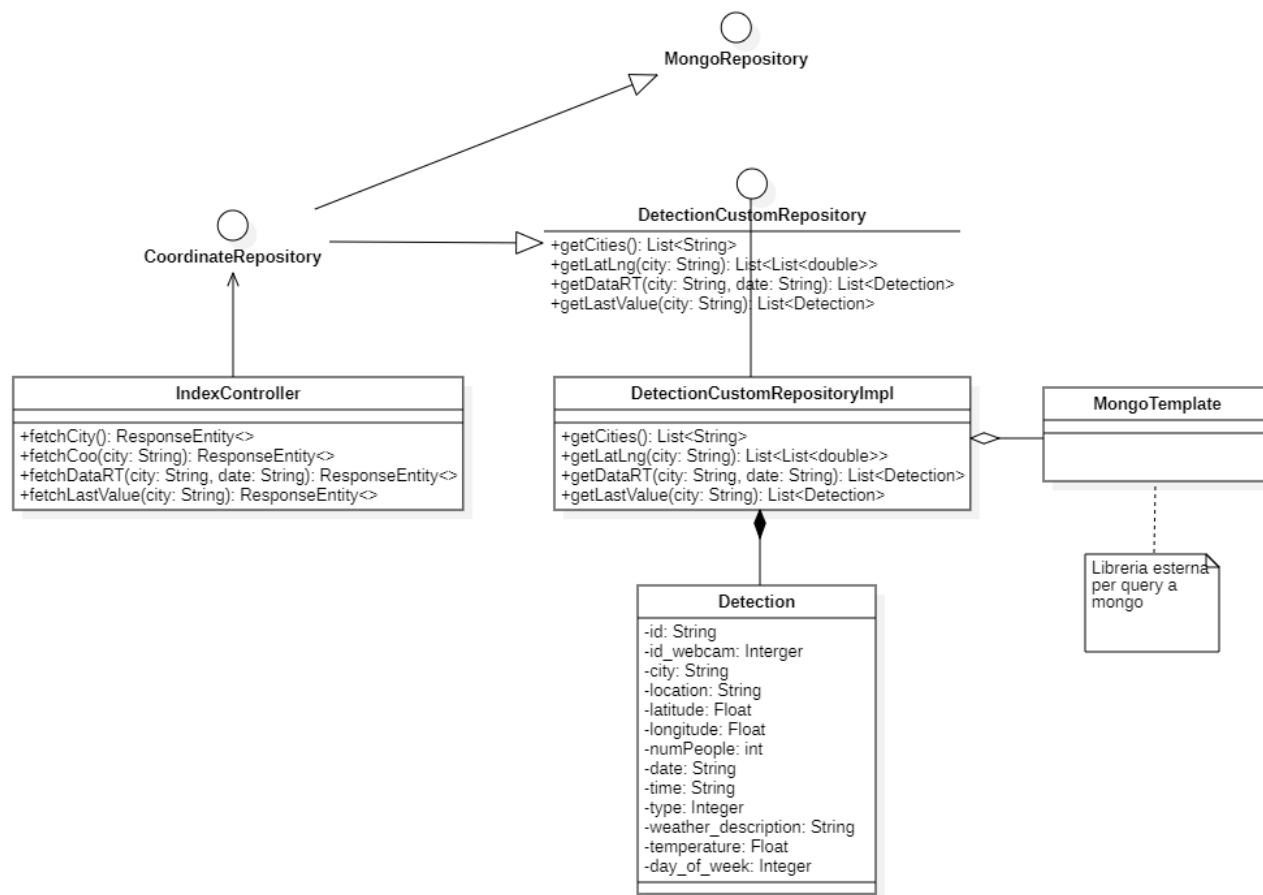 MongoRepository
CoordinateRepository
DetectionCustomRepository
+getCities(): List<String>
+getLatLng(city: String): List<List<double>>
+getDataRT(city: String, date: String): List<Detection>
+getLastValue(city: String): List<Detection>
IndexController
+fetchCity(): ResponseEntity<>
+fetchCoo(city: String): ResponseEntity<>
+fetchDataRT(city: String, date: String): ResponseEntity<>
+fetchLastValue(city: String): ResponseEntity<>
DetectionCustomRepositoryImpl
+getCities(): List<String>
+getLatLng(city: String): List<List<double>>
+getDataRT(city: String, date: String): List<Detection>
+getLastValue(city: String): List<Detection>
MongoTemplate
Libreria esterna
per query a
mongo
Detection
-id: String
-id_webcam: Interger
-city: String
-location: String
-latitude: Float
-longitude: Float
-numPeople: int
-date: String
-time: String
-type: Integer
-weather_description: String
-temperature: Float
-day_of_week: Integer